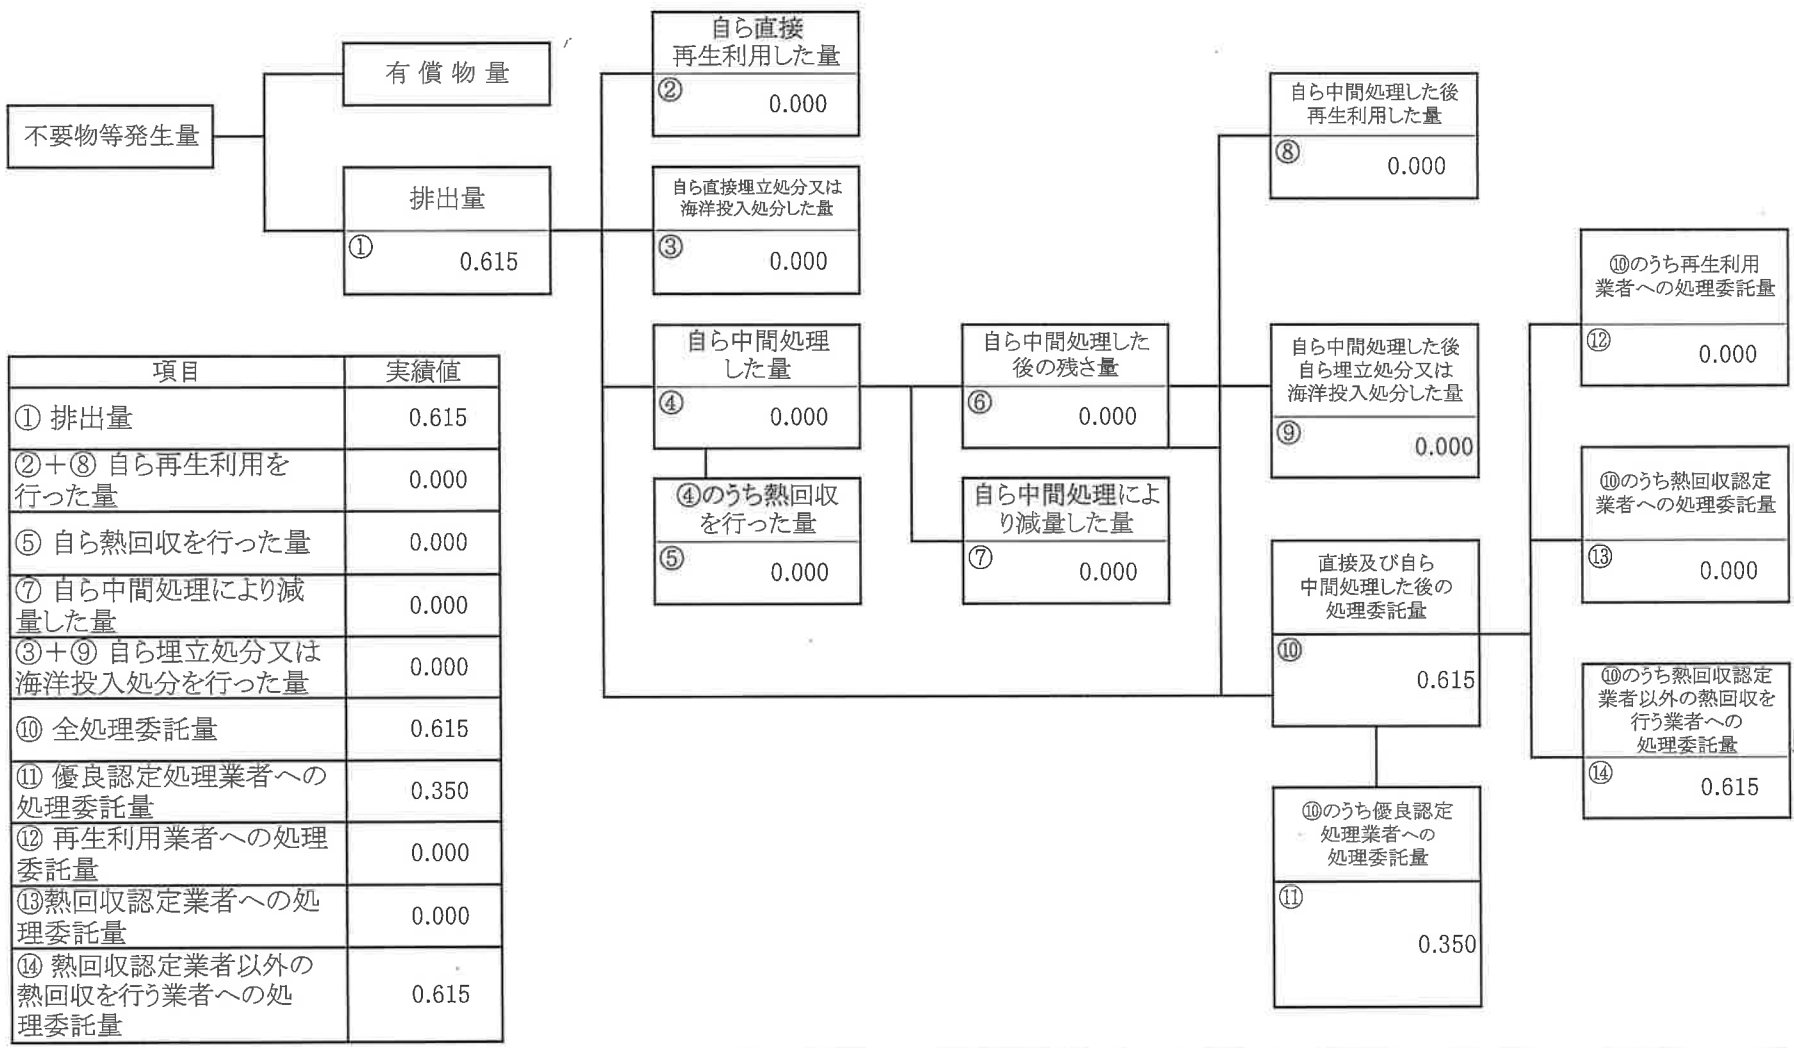 不要物等発生量
有償物量
排出量
①
0.615
自ら直接
再生利用した量
②
0.000
自ら直接埋立処分又は
海洋投入処分した量
③
0.000
自ら中間処理
した量
④
0.000
④のうち熱回収
を行った量
⑤
0.000
自ら中間処理した
後の残さ量
⑥
0.000
自ら中間処理によ
り減量した量
⑦
0.000
自ら中間処理した後
再生利用した量
⑧
0.000
自ら中間処理した後
自ら埋立処分又は
海洋投入処分した量
⑨
0.000
直接及び自ら
中間処理した後の
処理委託量
⑩
0.615
⑩のうち優良認定
処理業者への
処理委託量
⑪
0.350
⑩のうち再生利用
業者への処理委託量
⑫
0.000
⑩のうち熱回収認定
業者への処理委託量
⑬
0.000
⑩のうち熱回収認定
業者以外の熱回収を
行う業者への
処理委託量
⑭
0.615
項目 実績値
① 排出量 0.615
②＋⑧ 自ら再生利用を
行った量 0.000
⑤ 自ら熱回収を行った量 0.000
⑦ 自ら中間処理により減
量した量 0.000
③＋⑨ 自ら埋立処分又は
海洋投入処分を行った量 0.000
⑩ 全処理委託量 0.615
⑪ 優良認定処理業者への
処理委託量 0.350
⑫ 再生利用業者への処理
委託量 0.000
⑬熱回収認定業者への処
理委託量 0.000
⑭ 熱回収認定業者以外の
熱回収を行う業者への処
理委託量 0.615